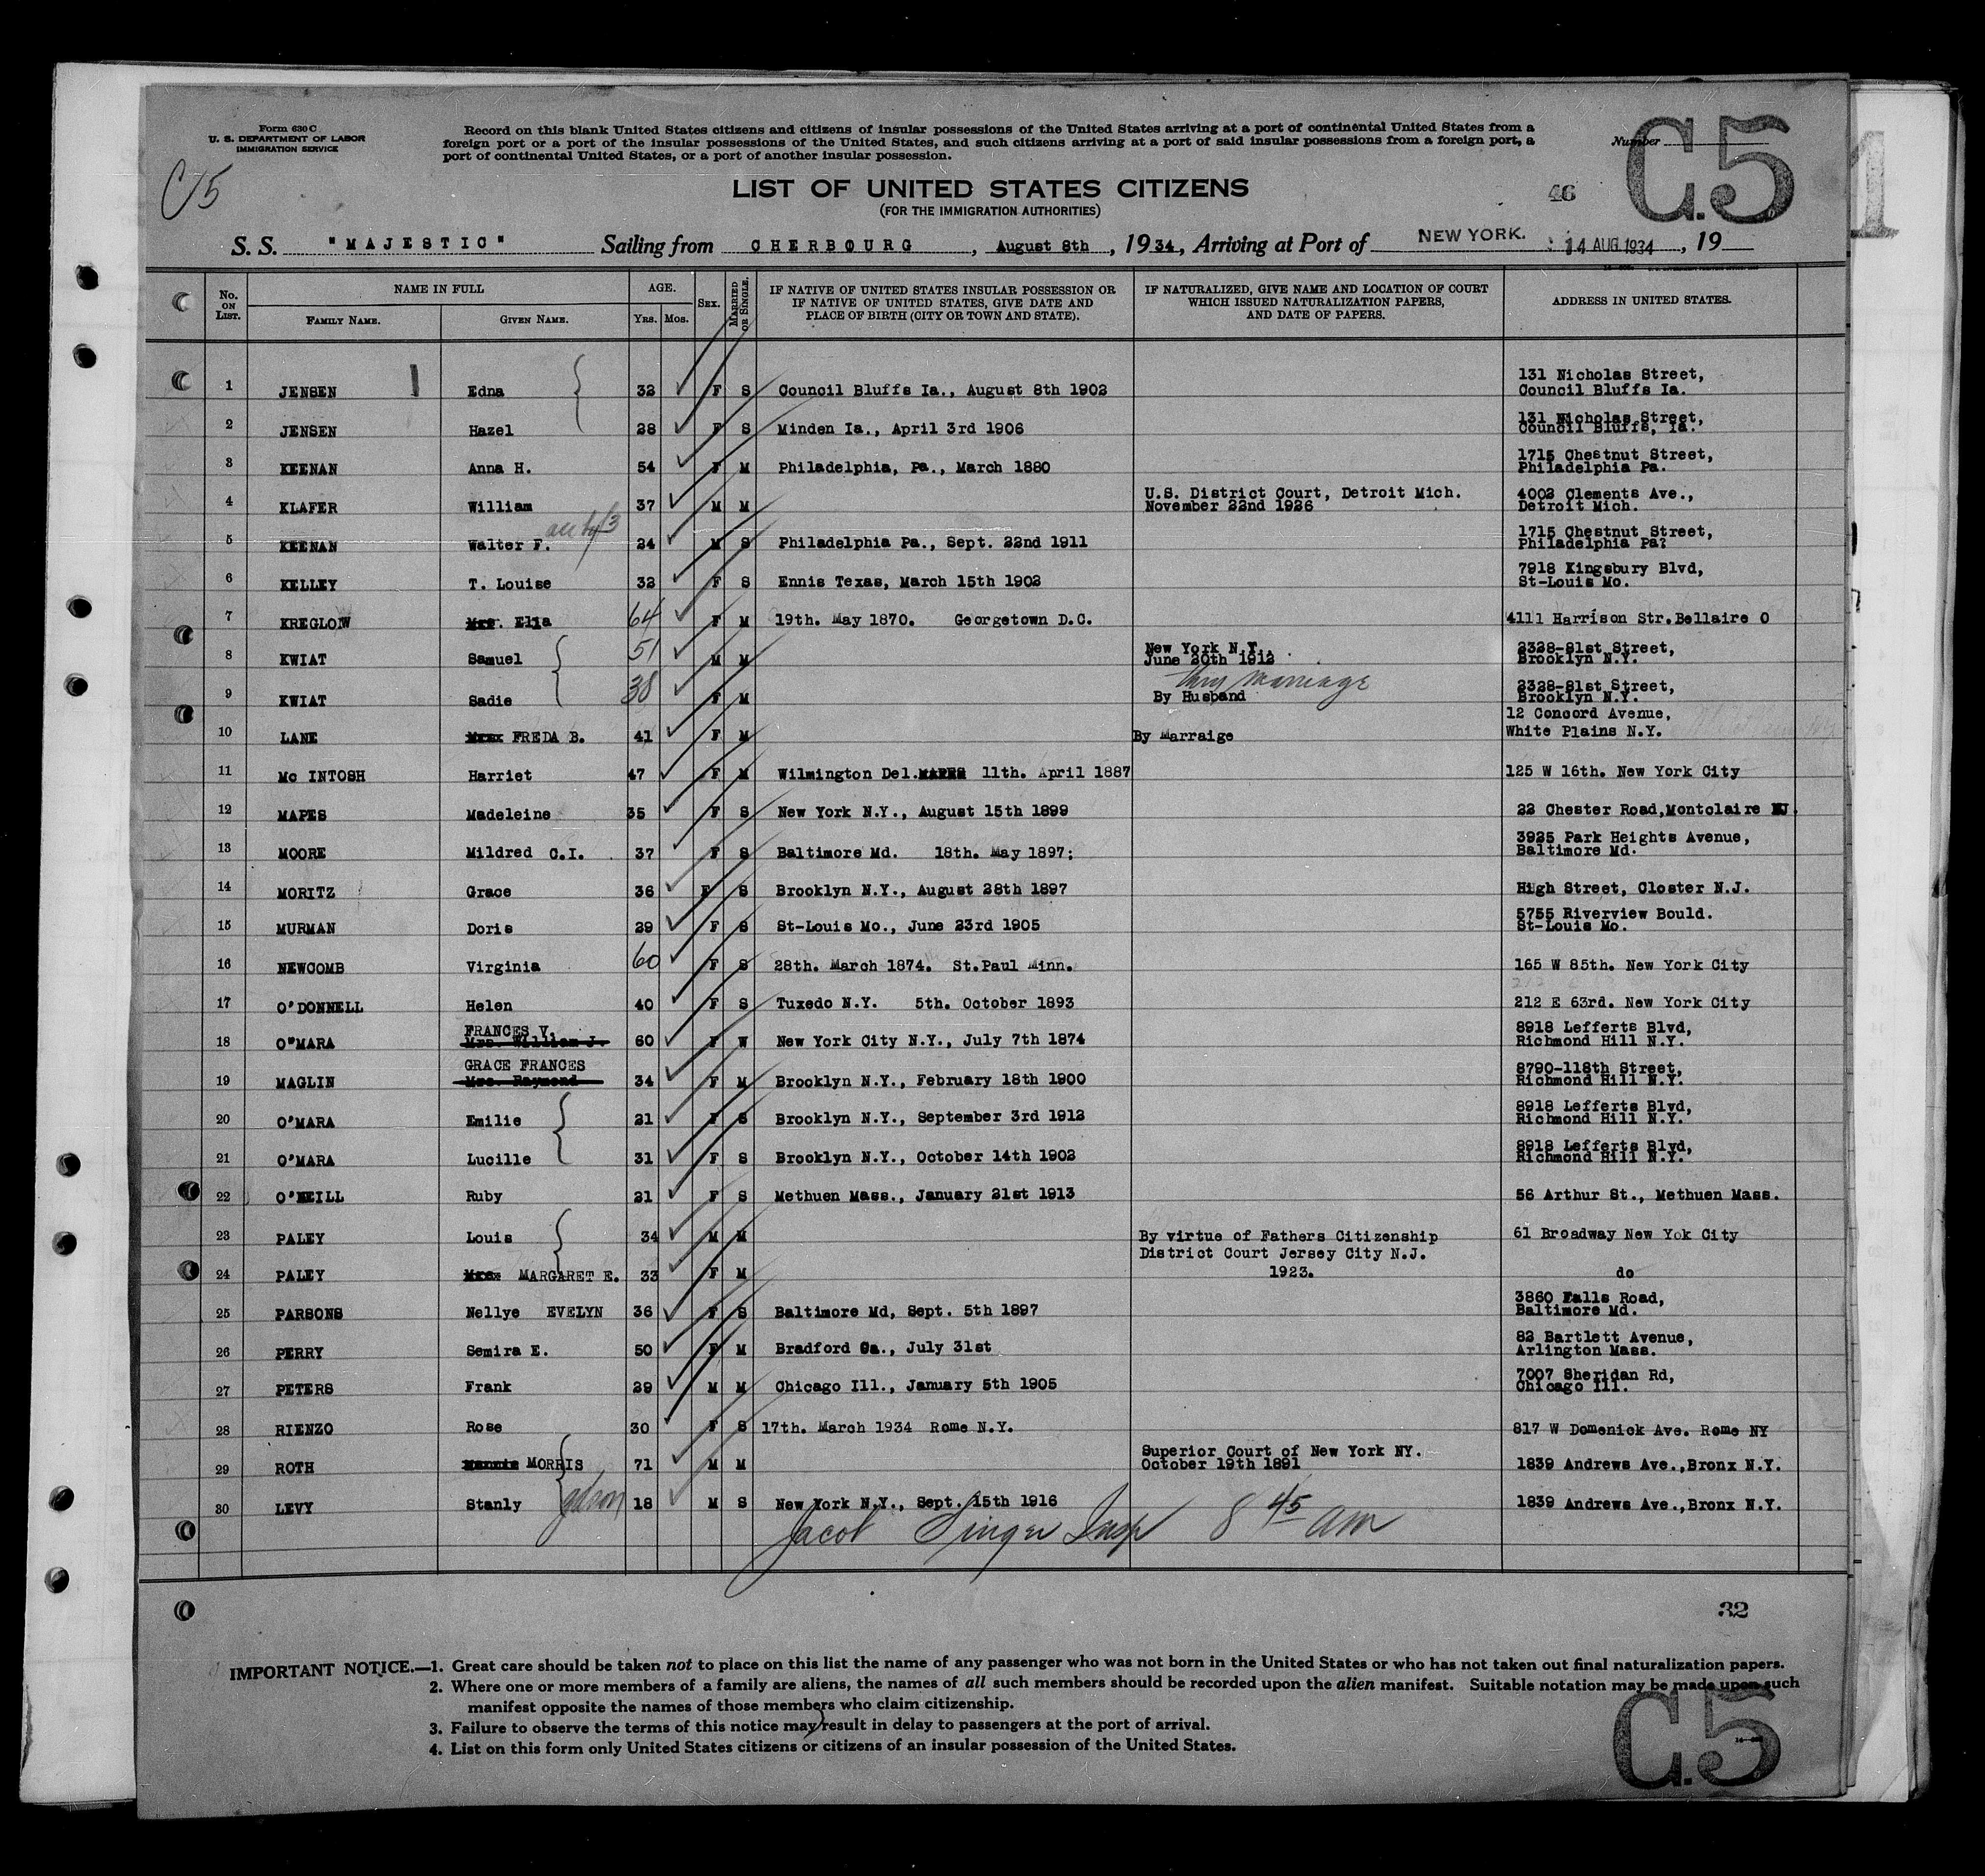 Form 630 C
U. S. DEPARTMENT OF LABOR
IMMIGRATION SERVICE
Record on this blank United States citizens and citizens of insular possessions of the United States arriving at a port of continental United States from a
foreign port or a port of the insular possessions of the United States, and such citizens arriving at a port of said insular possessions from a foreign port, a
port of continental United States, or a port of another insular possession.
Number
C.5
C/5
LIST OF UNITED STATES CITIZENS
46
(FOR THE IMMIGRATION AUTHORITIES)
S. S. "MAJESTIC" Sailing from CHERBOURG, August 8th, 1934, Arriving at Port of NEW YORK. 14 AUG 1934, 19
No. ON LIST. NAME IN FULL AGE. SEX. MARRIED OR SINGLE. IF NATIVE OF UNITED STATES INSULAR POSSESSION OR IF NATIVE OF UNITED STATES, GIVE DATE AND PLACE OF BIRTH (CITY OR TOWN AND STATE). IF NATURALIZED, GIVE NAME AND LOCATION OF COURT WHICH ISSUED NATURALIZATION PAPERS, AND DATE OF PAPERS. ADDRESS IN UNITED STATES.
FAMILY NAME. GIVEN NAME. YRS. MOS.
1 JENSEN Edna 32 F S Council Bluffs Ia., August 8th 1902 131 Nicholas Street, Council Bluffs Ia.
2 JENSEN Hazel 28 F S Minden Ia., April 3rd 1906 131 Nicholas Street, Council Bluffs, Ia.
3 KEENAN Anna H. 54 F M Philadelphia, Pa., March 1880 1715 Chestnut Street, Philadelphia Pa.
4 KLAFER William 37 M M U.S. District Court, Detroit Mich. November 22nd 1926 4002 Clements Ave., Detroit Mich.
5 KEENAN Walter F. 24 M S Philadelphia Pa., Sept. 22nd 1911 1715 Chestnut Street, Philadelphia Pa?
6 KELLEY T. Louise 32 F S Ennis Texas, March 15th 1902 7918 Kingsbury Blvd, St-Louis Mo.
7 KREGLOW Mrs. Ella 64 F M 19th. May 1870. Georgetown D.C. 4111 Harrison Str. Bellaire O
8 KWIAT Samuel 51 M M New York N.Y. June 20th 1912 2328-81st Street, Brooklyn N.Y.
9 KWIAT Sadie 38 F M thru marriage By Husband 2328-81st Street, Brooklyn N.Y.
10 LANE FREDA B. 41 F M By Marraige 12 Concord Avenue, White Plains N.Y.
11 Mc INTOSH Harriet 47 F M Wilmington Del. 11th. April 1887 125 W 16th. New York City
12 MAPES Madeleine 35 F S New York N.Y., August 15th 1899 22 Chester Road, Montclaire NJ.
13 MOORE Mildred C.I. 37 F S Baltimore Md. 18th. May 1897; 3925 Park Heights Avenue, Baltimore Md.
14 MORITZ Grace 36 F S Brooklyn N.Y., August 28th 1897 High Street, Closter N.J.
15 MURMAN Doris 29 F S St-Louis Mo., June 23rd 1905 5755 Riverview Bould. St-Louis Mo.
16 NEWCOMB Virginia 60 F S 28th. March 1874. St.Paul Minn. 165 W 85th. New York City
17 O'DONNELL Helen 40 F S Tuxedo N.Y. 5th. October 1893 212 E 63rd. New York City
18 O"MARA FRANCES V. Mrs. William J. 60 F W New York City N.Y., July 7th 1874 8918 Lefferts Blvd, Richmond Hill N.Y.
19 MAGLIN GRACE FRANCES Mrs. Raymond 34 F M Brooklyn N.Y., February 18th 1900 8790-118th Street, Richmond Hill N.Y.
20 O'MARA Emilie 21 F S Brooklyn N.Y., September 3rd 1912 8918 Lefferts Blvd, Richmond Hill N.Y.
21 O'MARA Lucille 31 F S Brooklyn N.Y., October 14th 1902 8918 Lefferts Blvd, Richmond Hill N.Y.
22 O'NEILL Ruby 21 F S Methuen Mass., January 21st 1913 56 Arthur St., Methuen Mass.
23 PALEY Louis 34 M M By virtue of Fathers Citizenship District Court Jersey City N.J. 61 Broadway New Yok City
24 PALEY Mrs. MARGARET E. 33 F M 1923. do
25 PARSONS Nellye EVELYN 36 F S Baltimore Md, Sept. 5th 1897 3860 Falls Road, Baltimore Md.
26 PERRY Semira E. 50 F M Bradford Ca., July 31st 82 Bartlett Avenue, Arlington Mass.
27 PETERS Frank 29 M M Chicago Ill., January 5th 1905 7007 Sheridan Rd, Chicago Ill.
28 RIENZO Rose 30 F S 17th. March 1934 Rome N.Y. 817 W Domenick Ave. Rome NY
29 ROTH MORRIS 71 M M Superior Court of New York NY. October 19th 1891 1839 Andrews Ave., Bronx N.Y.
30 LEVY Stanly gdson 18 M S New York N.Y., Sept. 15th 1916 1839 Andrews Ave., Bronx N.Y.
Jacob Singer Insp 8 45 am
32
IMPORTANT NOTICE.—1. Great care should be taken not to place on this list the name of any passenger who was not born in the United States or who has not taken out final naturalization papers.
2. Where one or more members of a family are aliens, the names of all such members should be recorded upon the alien manifest. Suitable notation may be made upon such
manifest opposite the names of those members who claim citizenship.
3. Failure to observe the terms of this notice may result in delay to passengers at the port of arrival.
4. List on this form only United States citizens or citizens of an insular possession of the United States.
C.5